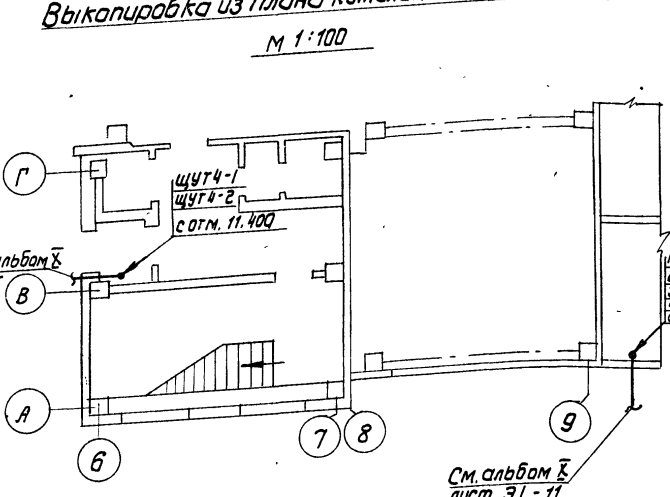 Выкопировка из плана
М 1:100
Г
щУТ4-1
щУТ4-2
с отм. 11.400
альбом X
В
А
6
7
8
9
См. альбом X
лист ЭЛ-11